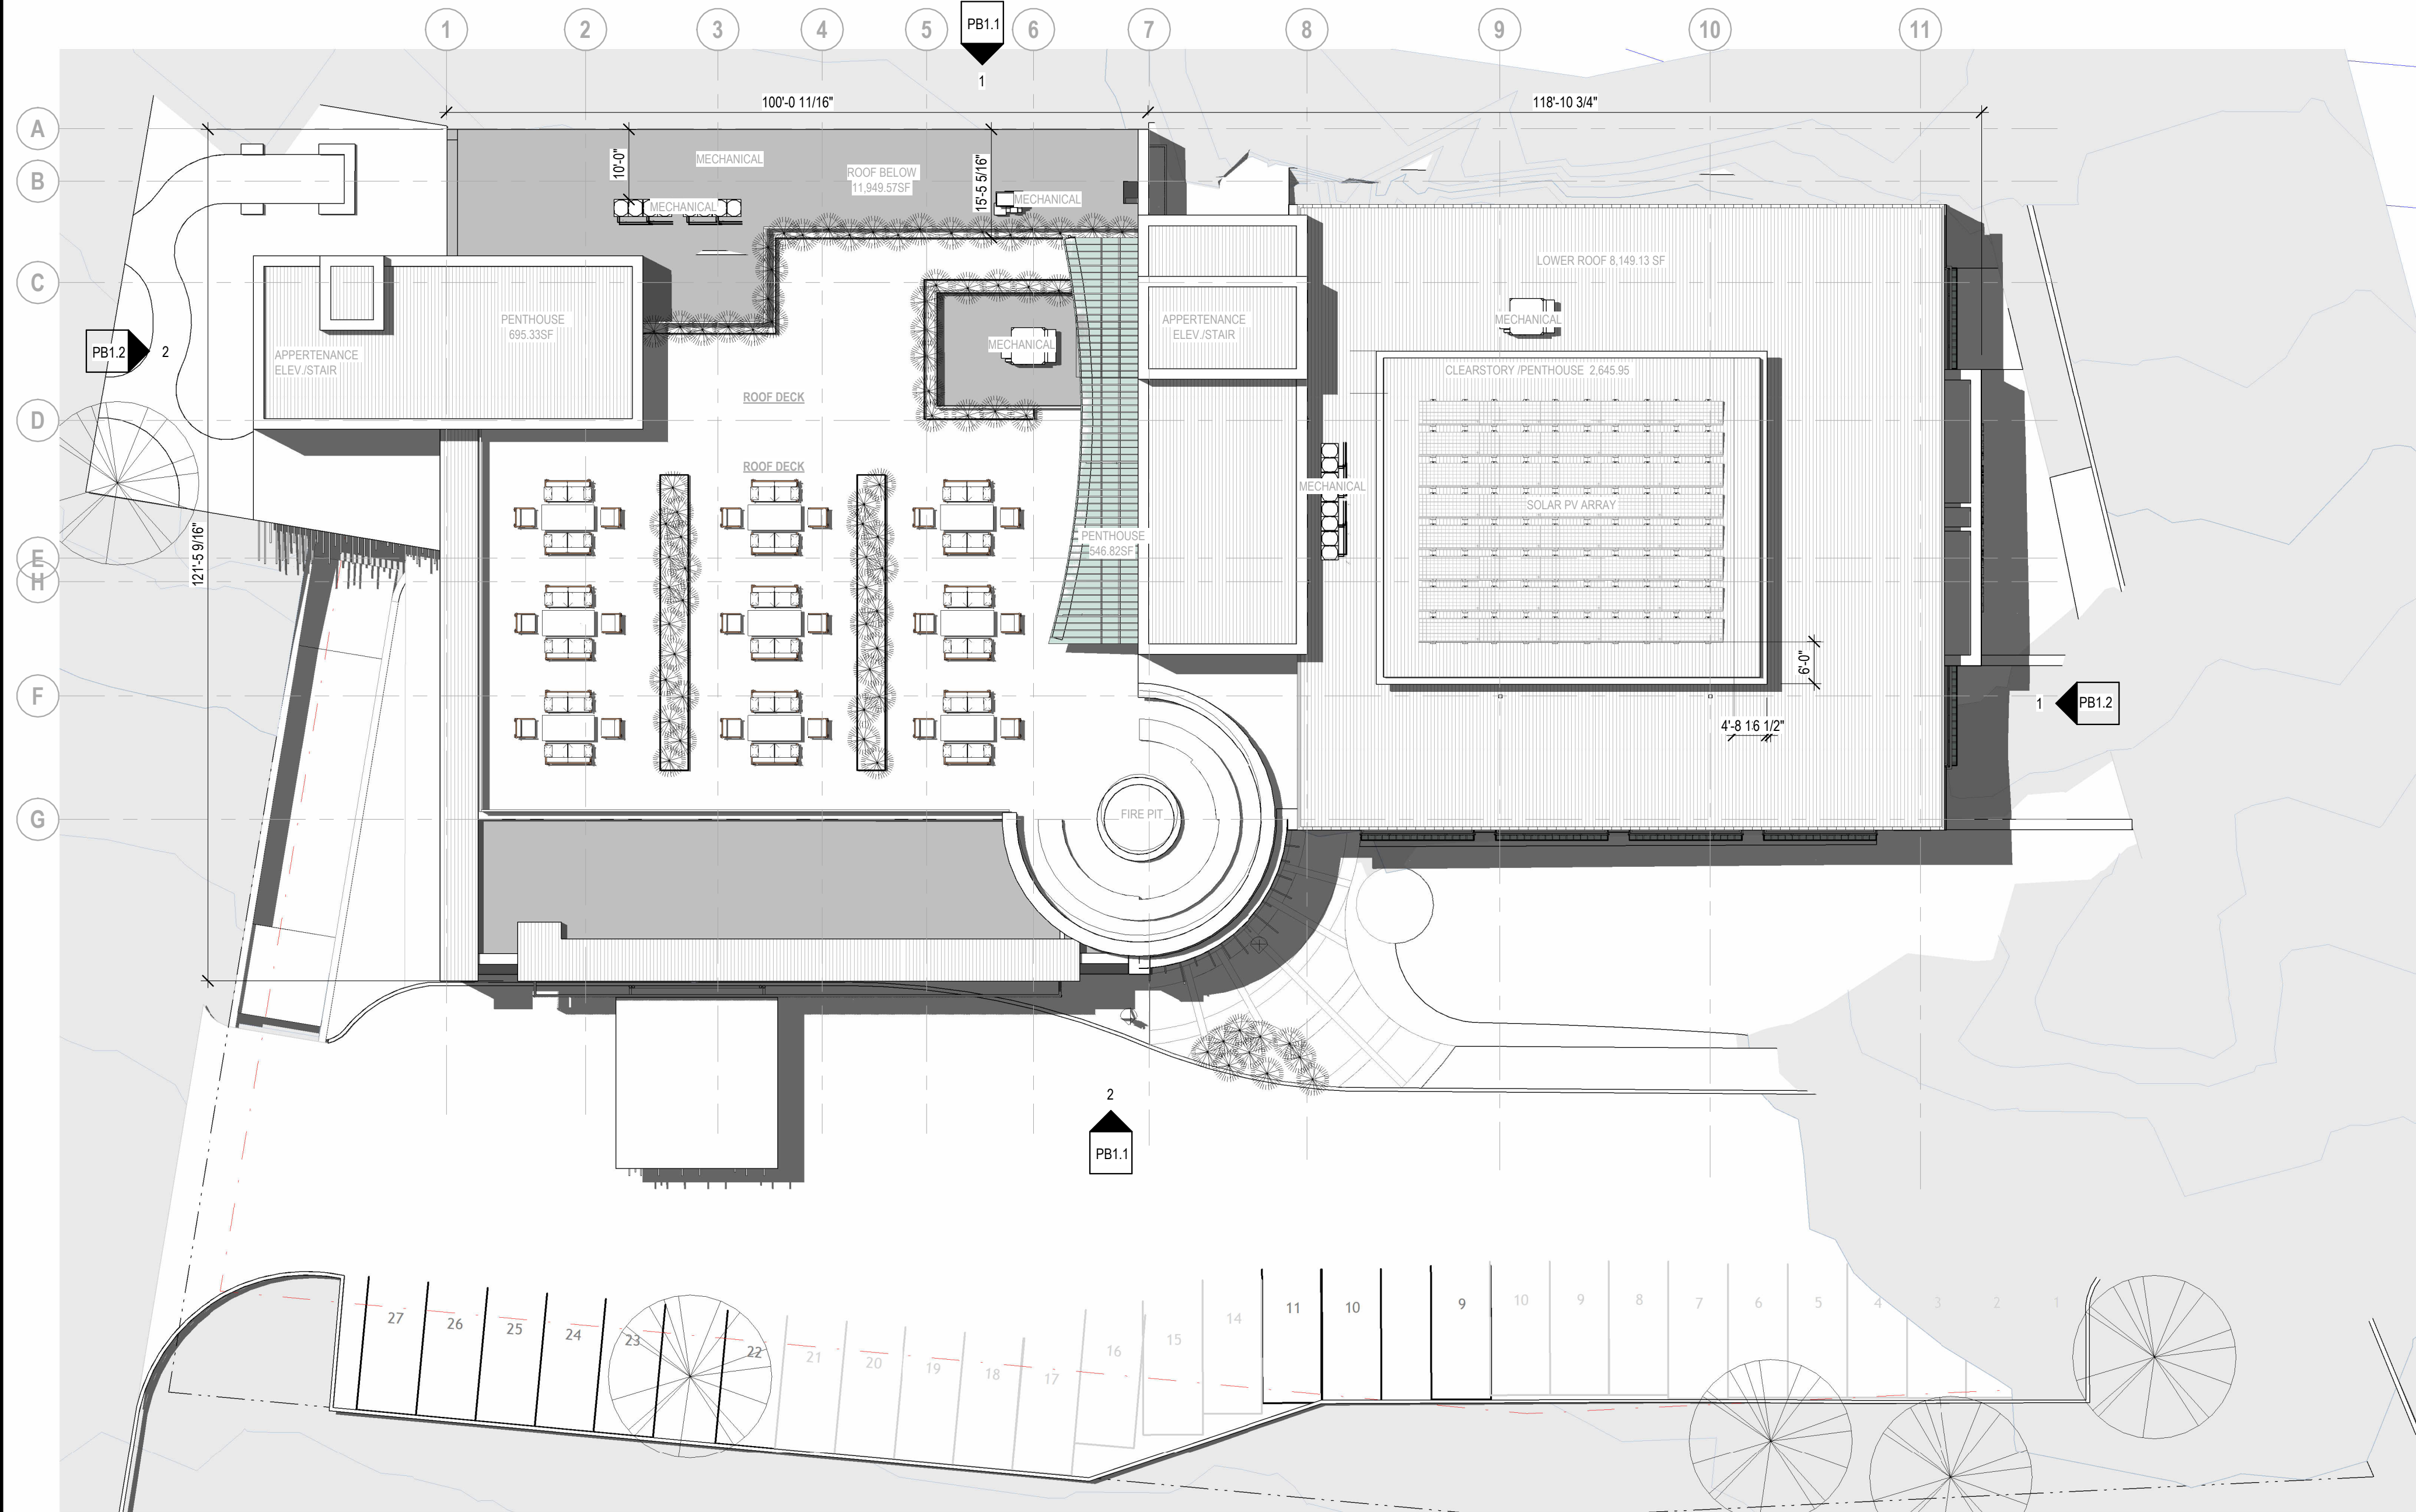 PB1.1
1 2 3 4 5 6 7 8 9 10 11
1
100'-0 11/16"
118'-10 3/4"
A
B
C
D
E
H
F
G
MECHANICAL
10'-0"
ROOF BELOW
11,949.57SF
15'-5 5/16"
MECHANICAL
MECHANICAL
LOWER ROOF 8,149.13 SF
PENTHOUSE
695.33SF
APPERTENANCE
ELEV./STAIR
APPERTENANCE
ELEV./STAIR
MECHANICAL
MECHANICAL
PB1.2
2
CLEARSTORY /PENTHOUSE 2,645.95
ROOF DECK
ROOF DECK
MECHANICAL
SOLAR PV ARRAY
PENTHOUSE
546.82SF
121'-5 9/16"
6'-0"
1
PB1.2
4'-8 16 1/2"
FIRE PIT
2
PB1.1
27
26
25
24
23
22
21
20
19
18
17
16
15
14
11
10
9
10
9
8
7
6
5
4
3
2
1